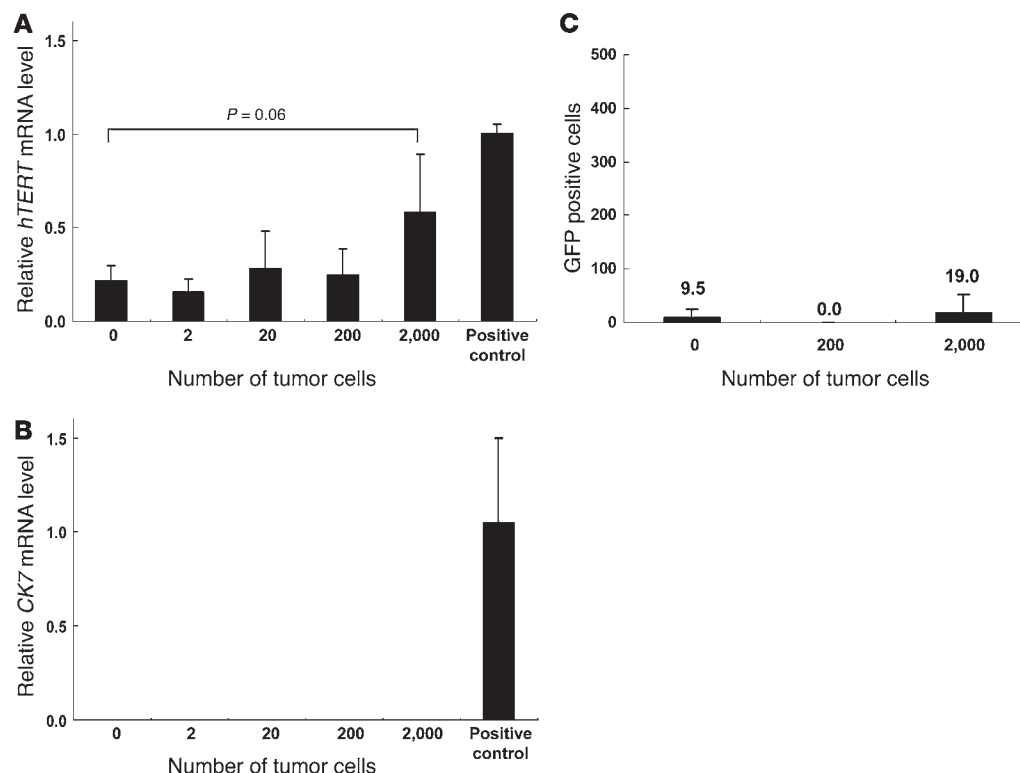 A
Relative hTERT mRNA level
1.5
1.0
0.5
0.0
P = 0.06
0 2 20 200 2,000 Positive control
Number of tumor cells
B
Relative CK7 mRNA level
1.5
1.0
0.5
0.0
0 2 20 200 2,000 Positive control
Number of tumor cells
C
GFP positive cells
500
400
300
200
100
0
9.5 0.0 19.0
0 200 2,000
Number of tumor cells